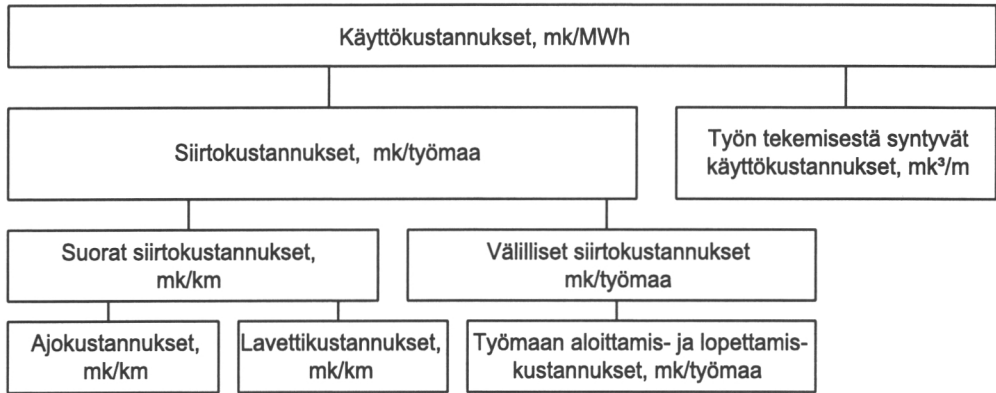 Käyttökustannukset, mk/MWh
Siirtokustannukset, mk/työmaa
Työn tekemisestä syntyvät
käyttökustannukset, mk³/m
Suorat siirtokustannukset,
mk/km
Välilliset siirtokustannukset
mk/työmaa
Ajokustannukset,
mk/km
Lavettikustannukset,
mk/km
Työmaan aloittamis- ja lopettamis-
kustannukset, mk/työmaa